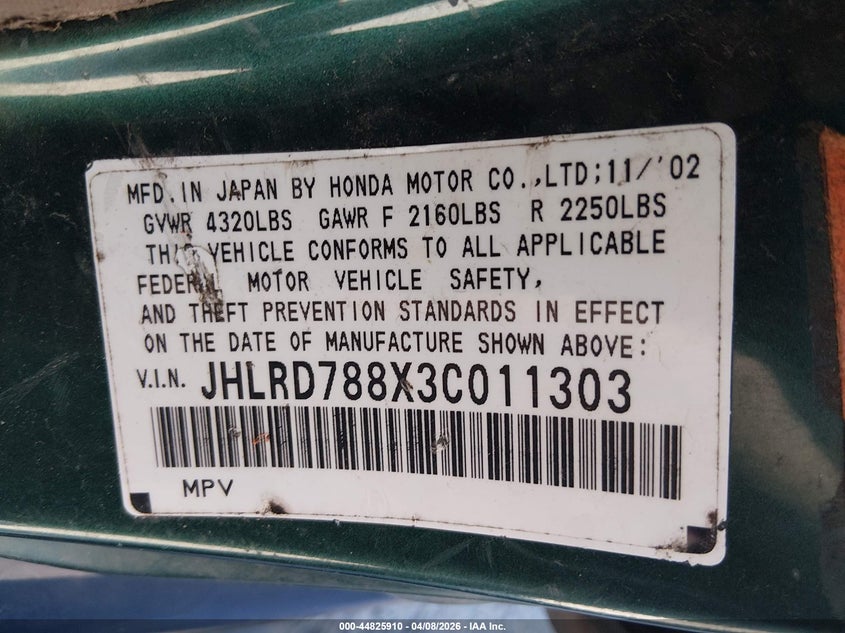 MFD.IN JAPAN BY HONDA MOTOR CO.,LTD;11/'02
GVWR 4320LBS GAWR F 2160LBS R 2250LBS
THIS VEHICLE CONFORMS TO ALL APPLICABLE
FEDERAL MOTOR VEHICLE SAFETY,
AND THEFT PREVENTION STANDARDS IN EFFECT
ON THE DATE OF MANUFACTURE SHOWN ABOVE:
V.I.N. JHLRD788X3C011303
MPV
000-44825910 - 04/08/2026 - IAA Inc.